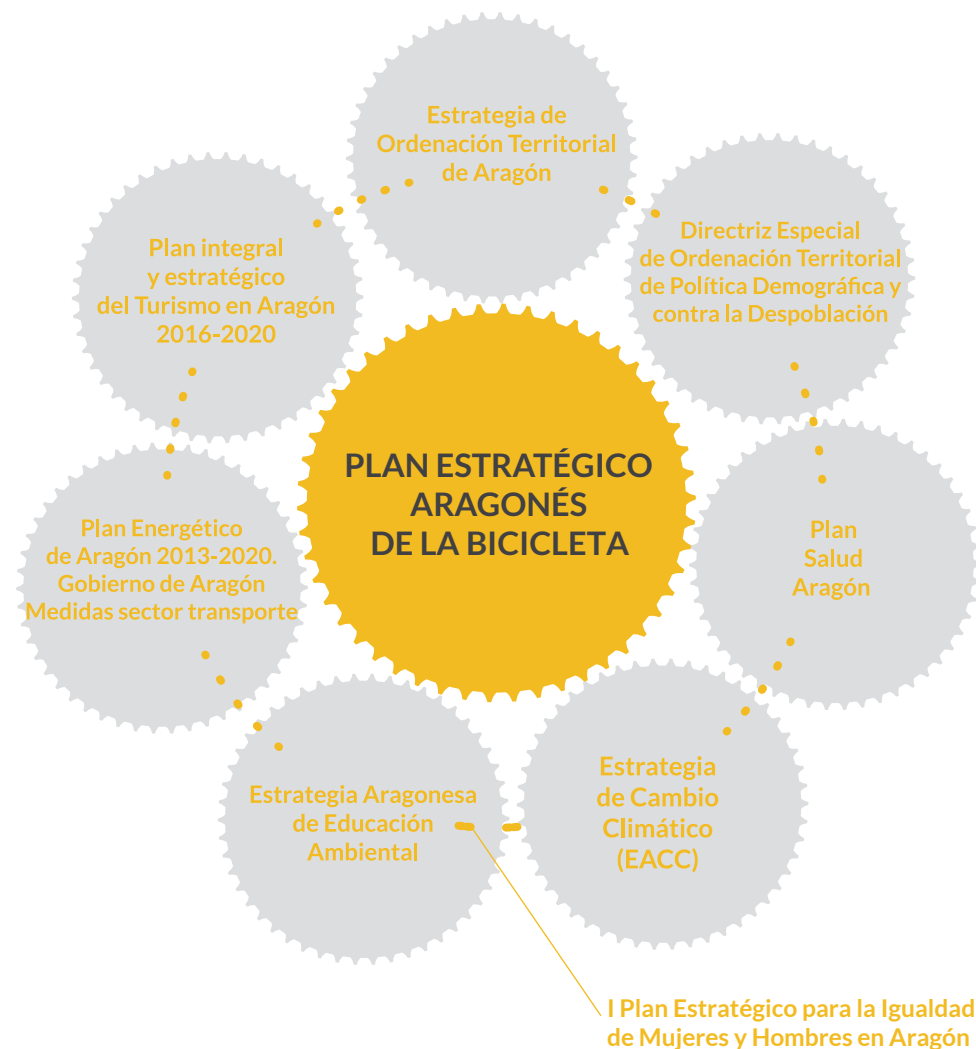 Estrategia de
Ordenación Territorial
de Aragón
Plan integral
y estratégico
del Turismo en Aragón
2016-2020
Directriz Especial
de Ordenación Territorial
de Política Demográfica y
contra la Despoblación
PLAN ESTRATÉGICO
ARAGONÉS
DE LA BICICLETA
Plan Energético
de Aragón 2013-2020.
Gobierno de Aragón
Medidas sector transporte
Plan
Salud
Aragón
Estrategia Aragonesa
de Educación
Ambiental
Estrategia
de Cambio
Climático
(EACC)
I Plan Estratégico para la Igualdad
de Mujeres y Hombres en Aragón